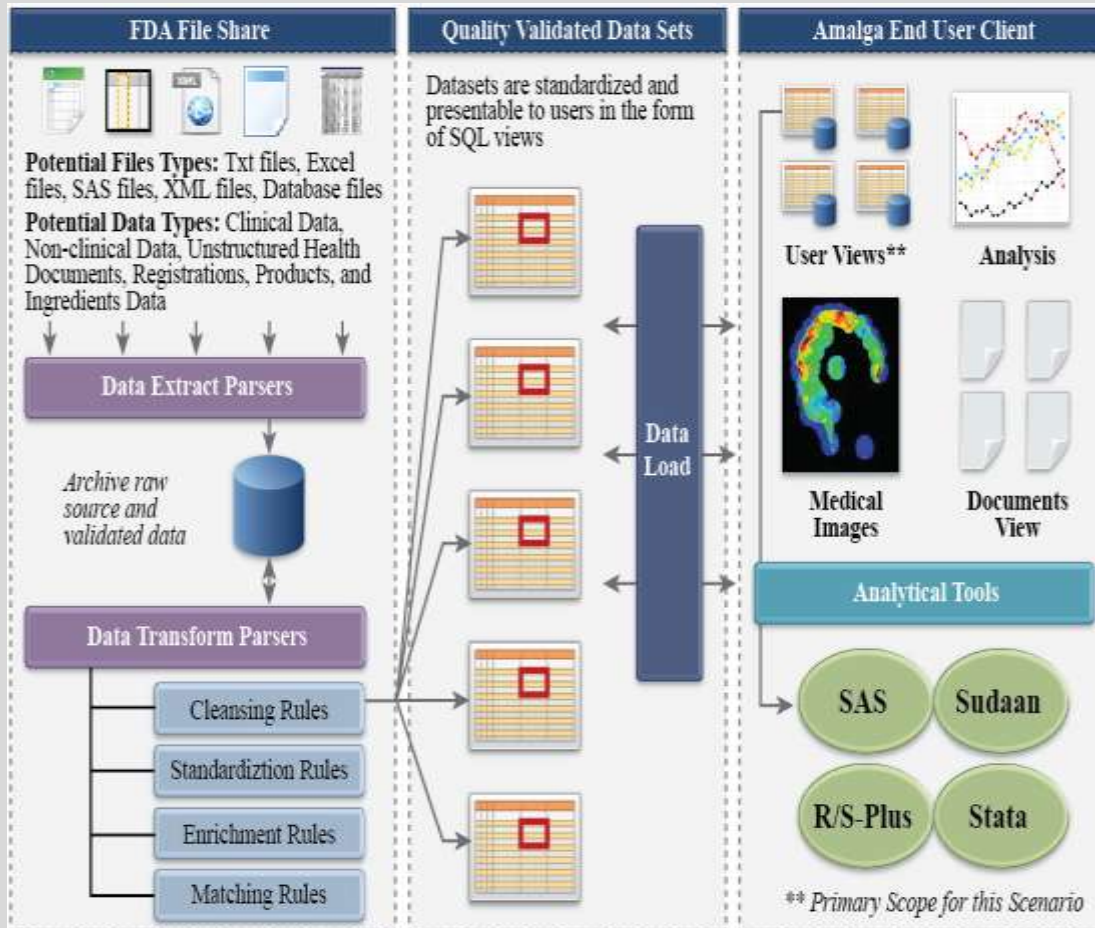 FDA File Share
XML
Potential Files Types: Txt files, Excel
files, SAS files, XML files, Database files
Potential Data Types: Clinical Data,
Non-clinical Data, Unstructured Health
Documents, Registrations, Products, and
Ingredients Data
Data Extract Parsers
Archive raw
source and
validated data
Data Transform Parsers
Cleansing Rules
Standardiztion Rules
Enrichment Rules
Matching Rules
Quality Validated Data Sets
Datasets are standardized and
presentable to users in the form
of SQL views
Data
Load
Amalga End User Client
User Views**
Analysis
Medical
Images
Documents
View
Analytical Tools
SAS
Sudaan
R/S-Plus
Stata
** Primary Scope for this Scenario